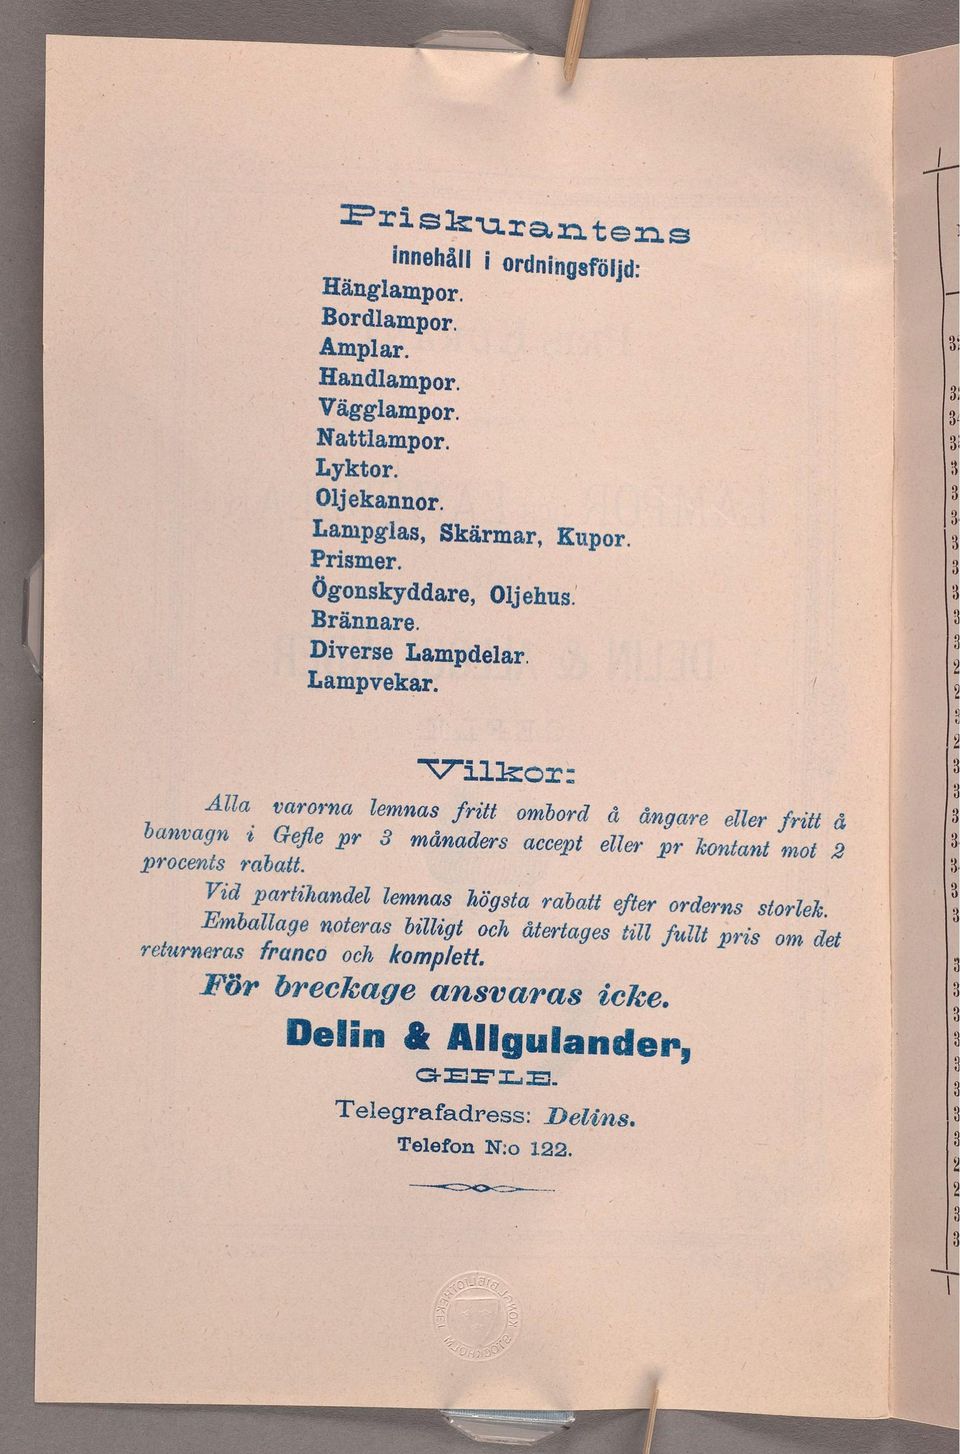 Priskurantens
innehåll i ordningsföljd:
Hänglampor.
Bordlampor.
Amplar.
Handlampor.
Vägglampor.
Nattlampor.
Lyktor.
Oljekannor.
Lampglas, Skärmar, Kupor.
Prismer.
Ögonskyddare, Oljehus.
Brännare.
Diverse Lampdelar.
Lampvekar.
Vilkor:
Alla varorna lemnas fritt ombord å ångare eller fritt å
banvagn i Gefle pr 3 månaders accept eller pr kontant mot 2
procents rabatt.
Vid partihandel lemnas högsta rabatt efter orderns storlek.
Emballage noteras billigt och återtages till fullt pris om det
returneras franco och komplett.
För breckage ansvaras icke.
Delin & Allgulander,
GEFLE.
Telegrafadress: Delins.
Telefon N:o 122.
KONGL BIBLIOTHEKET
STOCKHOLM